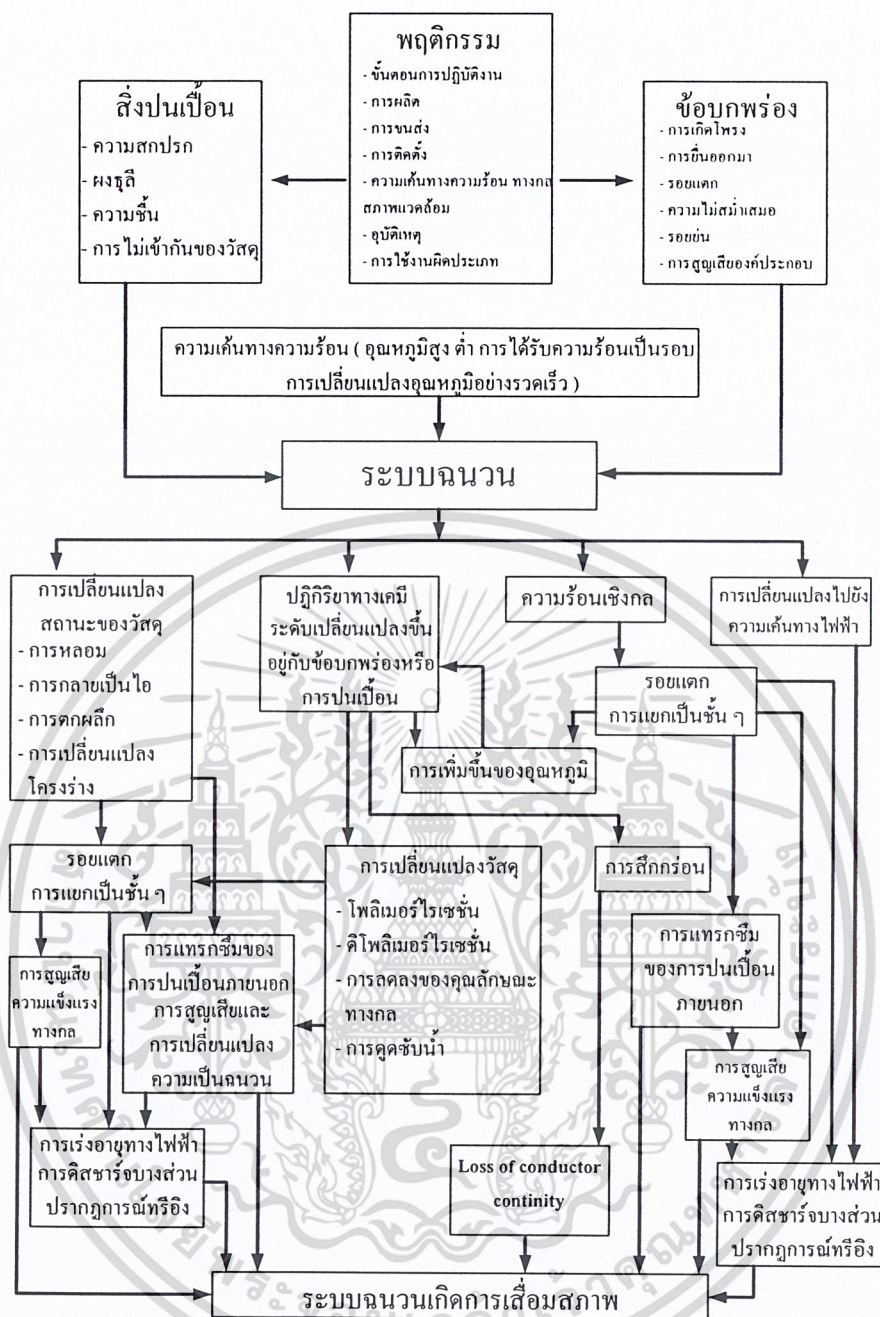 พฤติกรรม
- ขั้นตอนการปฏิบัติงาน
- การผลิต
- การขนส่ง
- การติดตั้ง
- ความเค้นทางความร้อน ทางกล
สภาพแวดล้อม
- อุบัติเหตุ
- การใช้งานผิดประเภท
สิ่งปนเปื้อน
- ความสกปรก
- ผงธุลี
- ความชื้น
- การไม่เข้ากันของวัสดุ
ข้อบกพร่อง
- การเกิดโพรง
- การยื่นออกมา
- รอยแตก
- ความไม่สม่ำเสมอ
- รอยย่น
- การสูญเสียองค์ประกอบ
ความเค้นทางความร้อน ( อุณหภูมิสูง ต่ำ การได้รับความร้อนเป็นรอบ
การเปลี่ยนแปลงอุณหภูมิอย่างรวดเร็ว )
ระบบฉนวน
การเปลี่ยนแปลง
สถานะของวัสดุ
- การหลอม
- การกลายเป็นไอ
- การตกผลึก
- การเปลี่ยนแปลง
โครงร่าง
ปฏิกิริยาทางเคมี
ระดับเปลี่ยนแปลงขึ้น
อยู่กับข้อบกพร่องหรือ
การปนเปื้อน
ความร้อนเชิงกล
การเปลี่ยนแปลงไปยัง
ความเค้นทางไฟฟ้า
รอยแตก
การแยกเป็นชั้น ๆ
การเพิ่มขึ้นของอุณหภูมิ
รอยแตก
การแยกเป็นชั้น ๆ
การเปลี่ยนแปลงวัสดุ
- โพลิเมอร์ไรเซชั่น
- ดิโพลิเมอร์ไรเซชั่น
- การลดลงของคุณลักษณะ
ทางกล
- การดูดซับน้ำ
การสึกกร่อน
การสูญเสีย
ความแข็งแรง
ทางกล
การแทรกซึมของ
การปนเปื้อนภายนอก
การสูญเสียและ
การเปลี่ยนแปลง
ความเป็นฉนวน
การแทรกซึม
ของการปนเปื้อน
ภายนอก
การสูญเสีย
ความแข็งแรง
ทางกล
การเร่งอายุทางไฟฟ้า
การดิสชาร์จบางส่วน
ปรากฎการณ์ทรีอิง
Loss of conductor
continity
การเร่งอายุทางไฟฟ้า
การดิสชาร์จบางส่วน
ปรากฎการณ์ทรีอิง
ระบบฉนวนเกิดการเสื่อมสภาพ